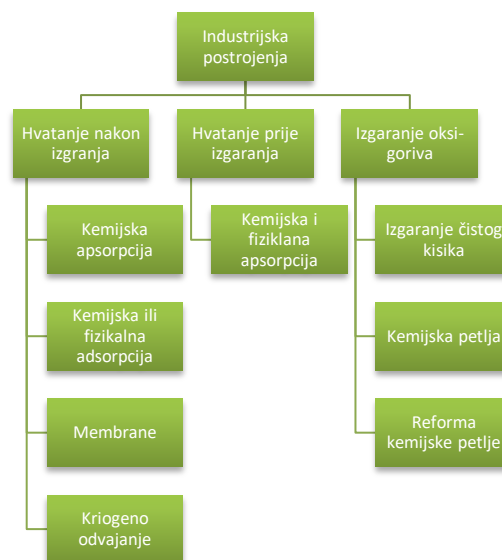 Industrijska
postrojenja
Hvatanje nakon
izgranja
Hvatanje prije
izgaranja
Izgaranje oksi-
goriva
Kemijska
apsorpcija
Kemijska i
fiziklana
apsorpcija
Izgaranje čistog
kisika
Kemijska ili
fizikalna
adsorpcija
Kemijska petlja
Membrane
Reforma
kemijske petlje
Kriogeno
odvajanje